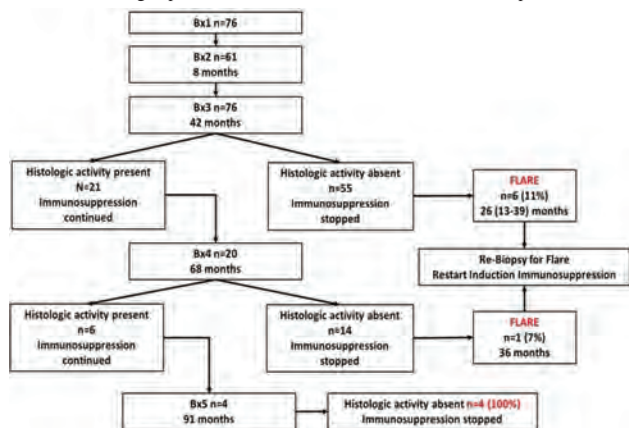 Bx1 n=76
Bx2 n=61
8 months
Bx3 n=76
42 months
Histologic activity present
N=21
Immunosuppression
continued
Histologic activity absent
n=55
Immunosuppression
stopped
FLARE
n=6 (11%)
26 (13-39) months
Bx4 n=20
68 months
Re-Biopsy for Flare
Restart Induction Immunosuppression
Histologic activity present
n=6
Immunosuppression
continued
Histologic activity absent
n=14
Immunosuppression
stopped
FLARE
n=1 (7%)
36 months
Bx5 n=4
91 months
Histologic activity absent n=4 (100%)
Immunosuppression stopped